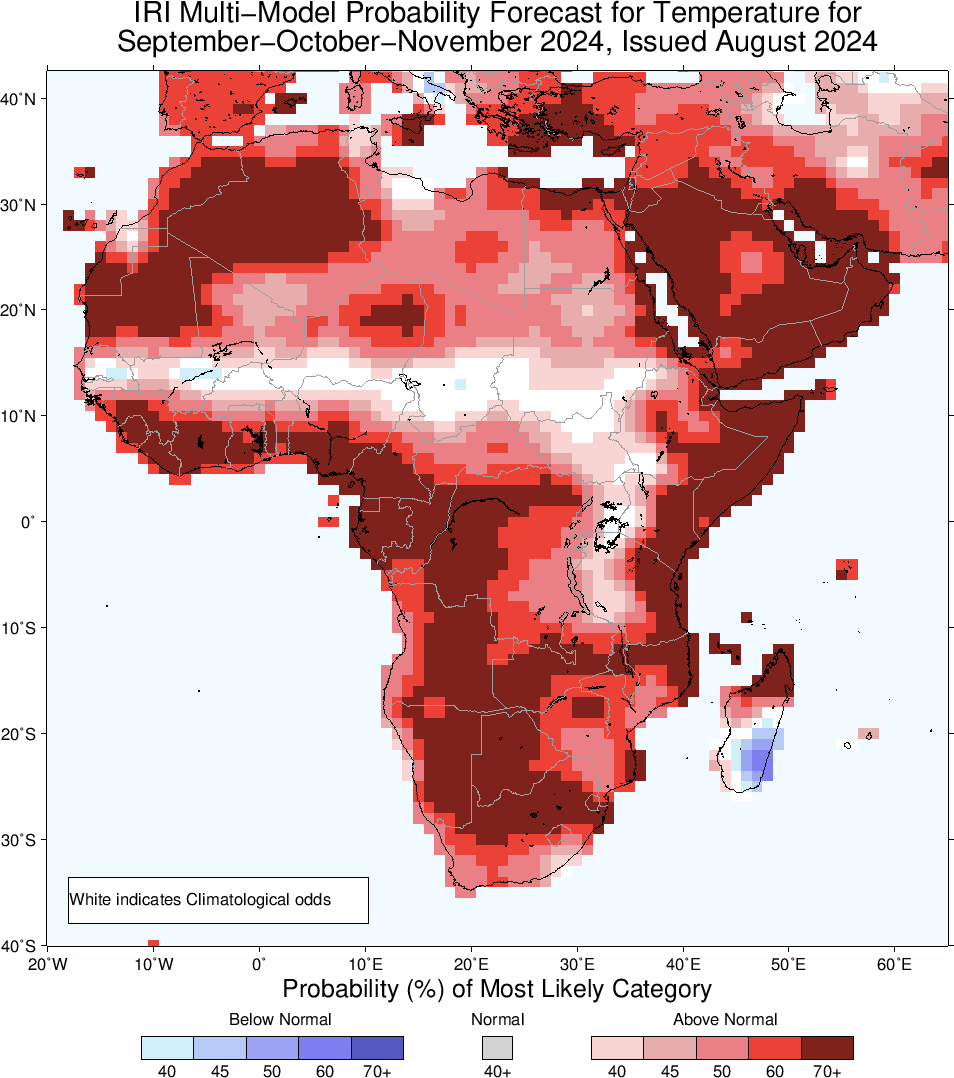 IRI Multi−Model Probability Forecast for Temperature for
September−October−November 2024, Issued August 2024
40˚N
30˚N
20˚N
10˚N
0˚
10˚S
20˚S
30˚S
40˚S
White indicates Climatological odds
20˚W 10˚W 0˚ 10˚E 20˚E 30˚E 40˚E 50˚E 60˚E
Probability (%) of Most Likely Category
Below Normal Normal Above Normal
40 45 50 60 70+ 40+ 40 45 50 60 70+